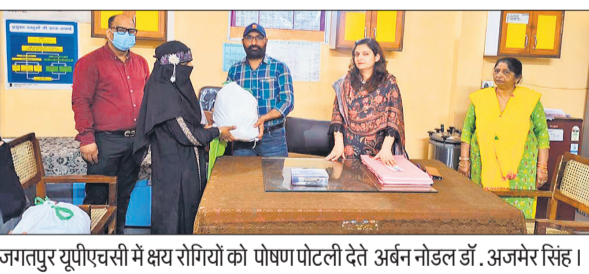 जगतपुर यूपीएचसी में क्षय रोगियों को पोषण पोटली देते अर्बन नोडल डॉ. अजमेर सिंह।